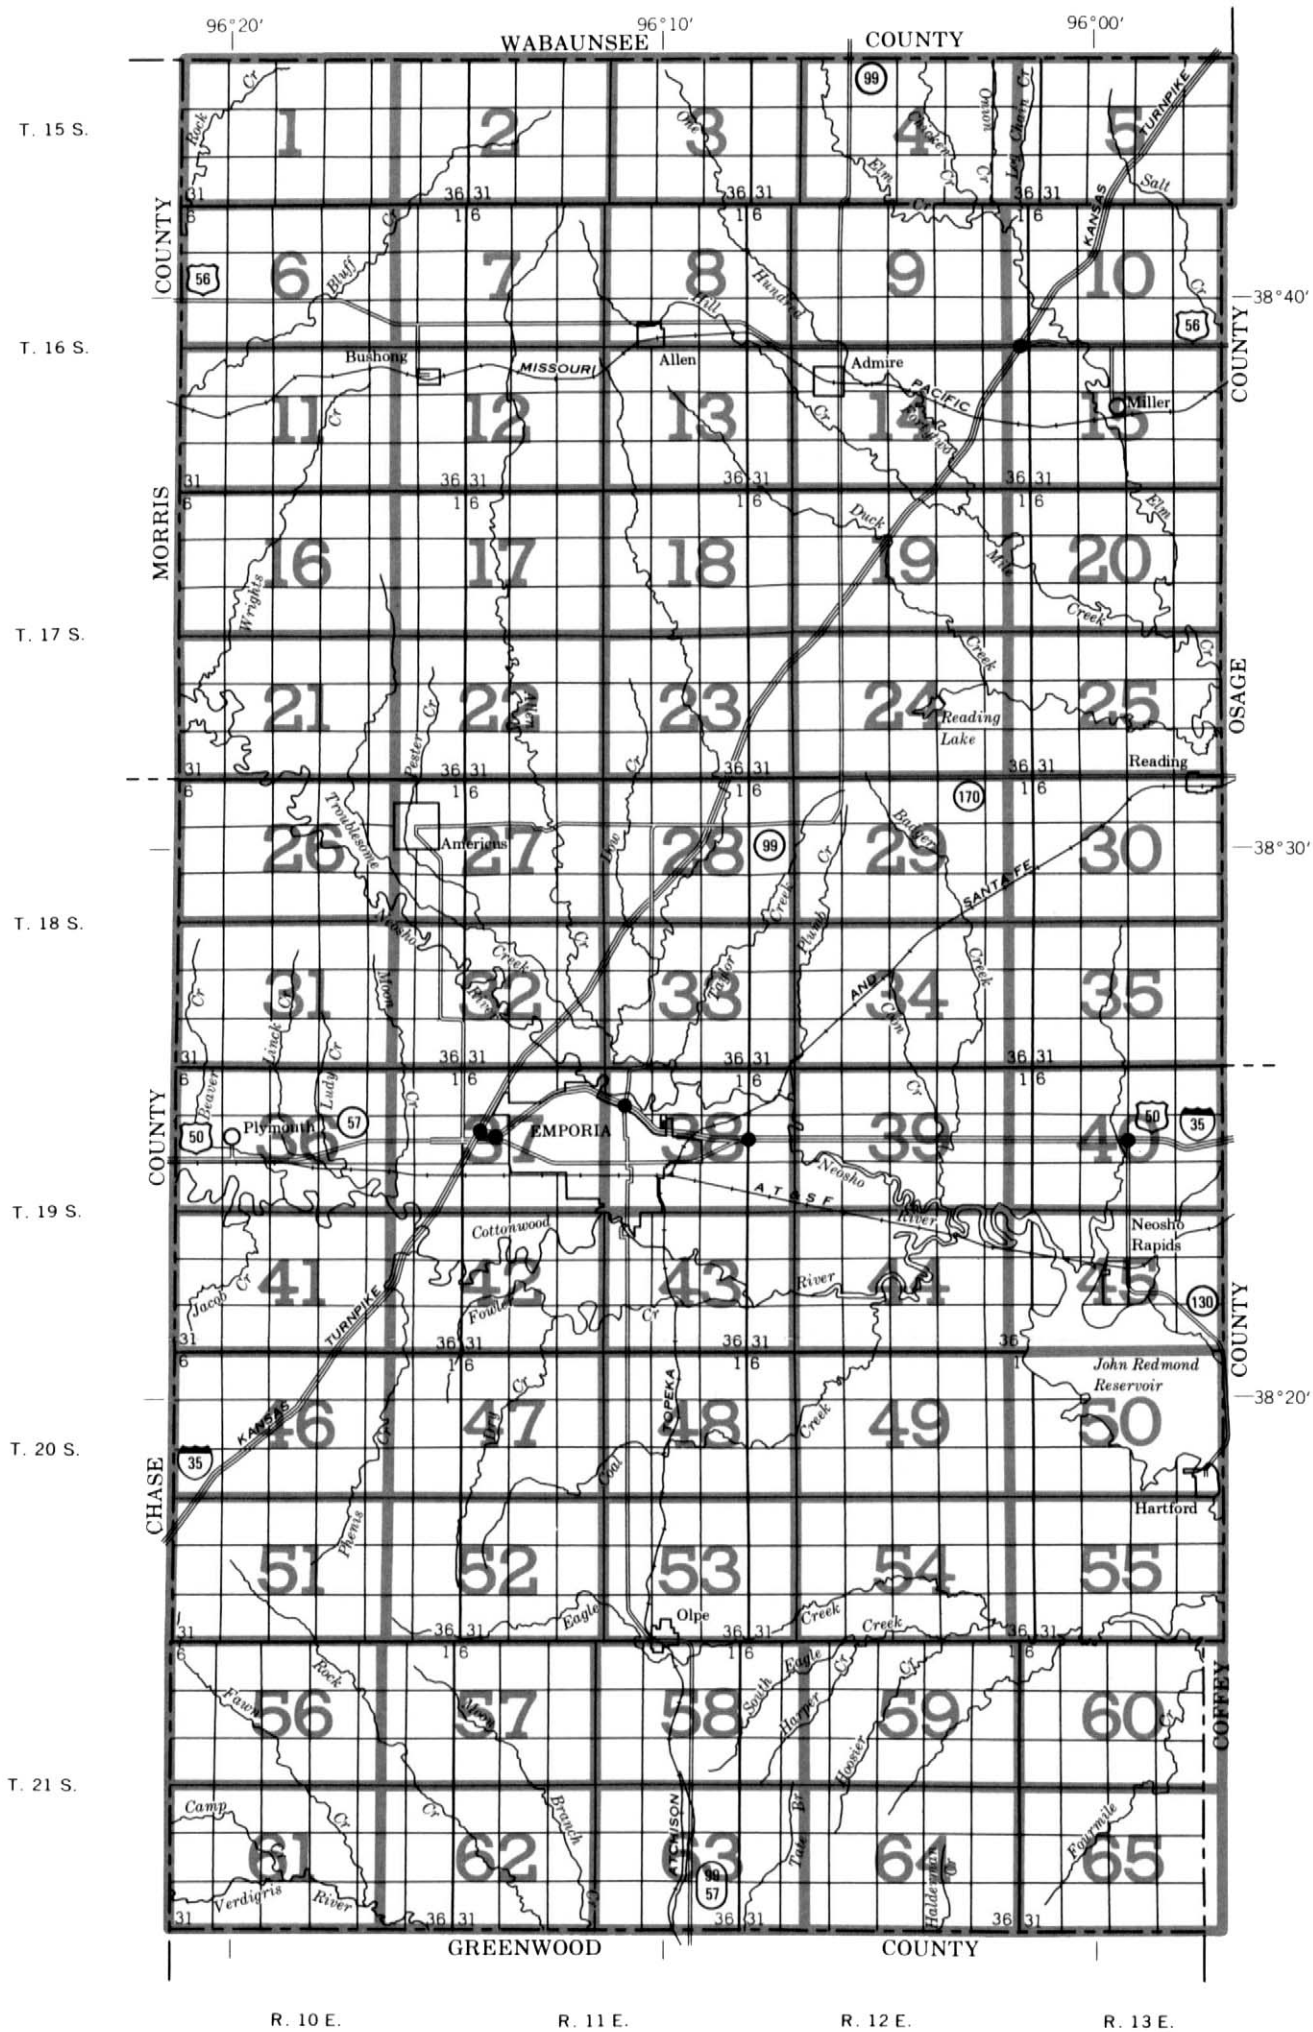 96°20'
96°10'
96°00'
WABAUNSEE COUNTY
99
T. 15 S.
Rock
Cr
1
2
One
3
Elm
4
Chicken
Cr
Onion
Cr
Log Chain Cr
5
TURNPIKE
KANSAS
Salt
31
36 31
36 31
36 31
6
1 6
1 6
1 6
COUNTY
56
6
Bluff
Cr
7
8
Hill
Hundred
Cr
9
10
Cr
56
38°40'
T. 16 S.
COUNTY
Bushong
MISSOURI
Allen
Admire
PACIFIC
Miller
11
Cr
12
13
Cr
14
Fortytwo
15
31
36 31
36 31
36 31
6
1 6
1 6
1 6
MORRIS
Duck
Elm
16
17
18
19
Mile
20
Wrights
Creek
T. 17 S.
Creek
Cr
OSAGE
21
22
Allen
23
24
25
Cr
Reading
Lake
Pester
Cr
Reading
31
36 31
36 31
36 31
6
1 6
1 6
1 6
170
Troublesome
Badger
26
Americus
27
Dow
28
99
29
30
38°30'
Cr
SANTA FE
Creek
Plumb
T. 18 S.
Neosho
Creek
Cr
Creek
Cr
31
Cr
Moon
River
32
Taylor
33
AND
34
Coon
35
Linck
Ludy Cr
31
36 31
36 31
36 31
6
1 6
1 6
1 6
Beaver
Cr
Cr
COUNTY
50
Plymouth
36
57
37
EMPORIA
38
39
40
50
35
Neosho
A T & S F
T. 19 S.
River
Cottonwood
Neosho
Rapids
Jacob
Cr
41
42
43
River
44
45
Fowler
Cr
130
TURNPIKE
31
36 31
36 31
36
6
1 6
1 6
1
COUNTY
John Redmond
Reservoir
38°20'
Cr
TOPEKA
KANSAS
46
Cr
Dry
47
48
Creek
49
50
T. 20 S.
35
Coal
CHASE
Hartford
Phenis
51
52
53
54
55
Eagle
Olpe
Creek
Creek
31
36 31
36 31
36 31
6
1 6
1 6
1 6
Rock
Eagle
Cr
Cr
Fawn
56
Moon
57
58
South
Harper
59
60
Cr
COFFEY
Hoosier
T. 21 S.
Camp
Cr
Cr
Branch
ATCHISON
Tate Br
Fourmile
61
62
63
64
65
Verdigris
River
99
57
Halderman
Cr
Cr
31
36 31
36 31
36 31
GREENWOOD COUNTY
R. 10 E.
R. 11 E.
R. 12 E.
R. 13 E.